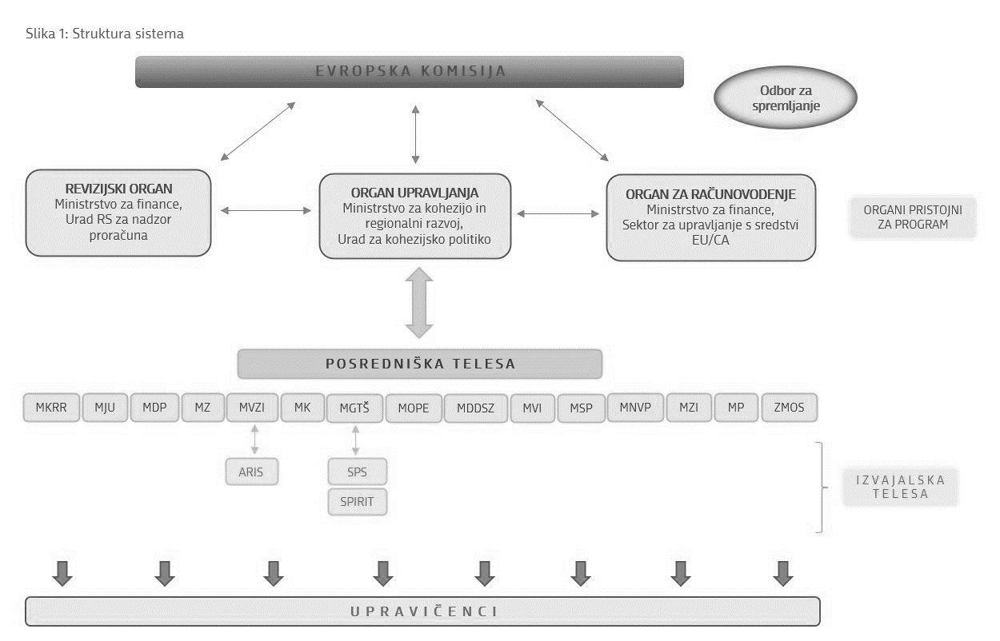 Slika 1: Struktura sistema
EVROPSKA KOMISIJA
Odbor za
spremljanje
REVIZIJSKI ORGAN
Ministrstvo za finance,
Urad RS za nadzor
proračuna
ORGAN UPRAVLJANJA
Ministrstvo za kohezijo in
regionalni razvoj,
Urad za kohezijsko politiko
ORGAN ZA RAČUNOVODENJE
Ministrstvo za finance,
Sektor za upravljanje s sredstvi
EU/CA
ORGANI PRISTOJNI
ZA PROGRAM
POSREDNIŠKA TELESA
MKRR
MJU
MDP
MZ
MVZI
MK
MGTŠ
MOPE
MDDSZ
MVI
MSP
MNVP
MZI
MP
ZMOS
ARIS
SPS
SPIRIT
IZVAJALSKA
TELESA
UPRAVIČENCI